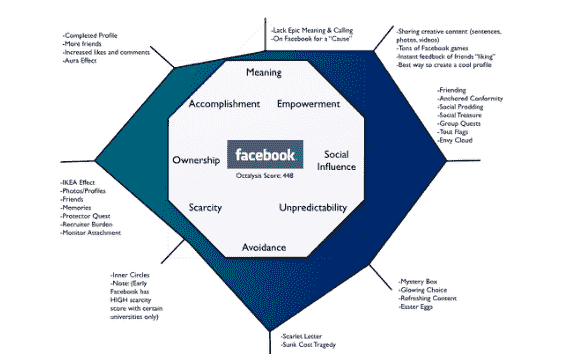 -Completed Profile
-More friends
-Increased likes and comments
-Aura Effect
-Lack Epic Meaning & Calling
-On Facebook for a "Cause"
-Sharing creative content (sentences,
photos, videos)
-Tons of Facebook games
-Instant feedback of friends "liking"
-Best way to create a cool profile
Meaning
Accomplishment
Empowerment
-Friending
-Anchored Conformity
-Social Prodding
-Social Treasure
-Group Quests
-Tout Flags
-Envy Cloud
Ownership
facebook
Octalysis Score: 448
Social
Influence
-IKEA Effect
-Photos/Profiles
-Friends
-Memories
-Protector Quest
-Recruiter Burden
-Monitor Attachment
Scarcity
Unpredictability
Avoidance
-Inner Circles
-Note: (Early
Facebook has
HIGH scarcity
score with certain
universities only)
-Mystery Box
-Glowing Choice
-Refreshing Content
-Easter Eggs
-Scarlet Letter
-Sunk Cost Tragedy